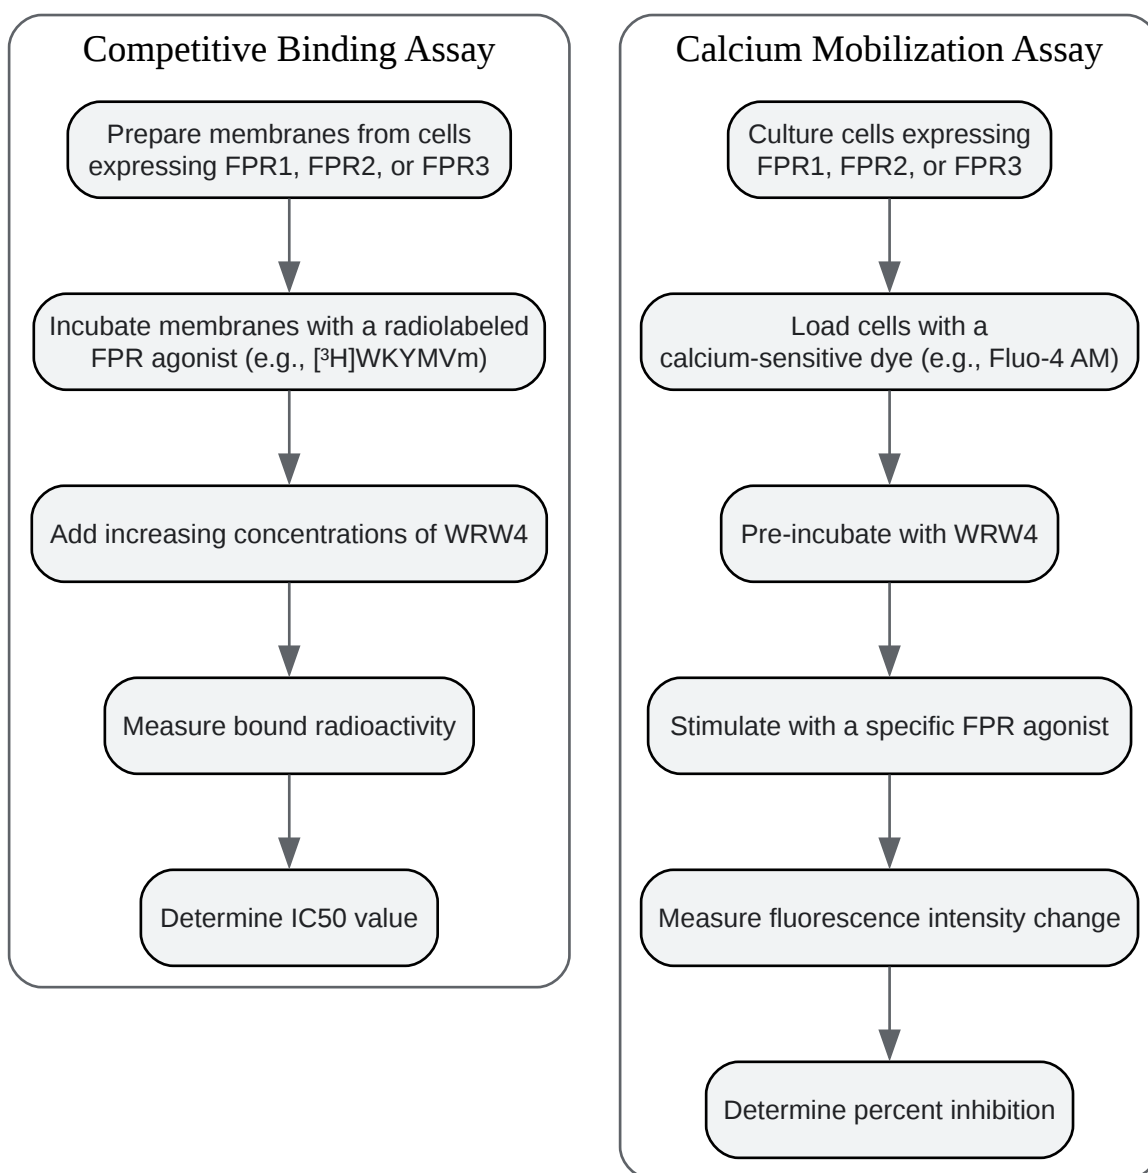 Competitive Binding Assay
Prepare membranes from cells
expressing FPR1, FPR2, or FPR3
Incubate membranes with a radiolabeled
FPR agonist (e.g., [³H]WKYMVm)
Add increasing concentrations of WRW4
Measure bound radioactivity
Determine IC50 value
Calcium Mobilization Assay
Culture cells expressing
FPR1, FPR2, or FPR3
Load cells with a
calcium-sensitive dye (e.g., Fluo-4 AM)
Pre-incubate with WRW4
Stimulate with a specific FPR agonist
Measure fluorescence intensity change
Determine percent inhibition